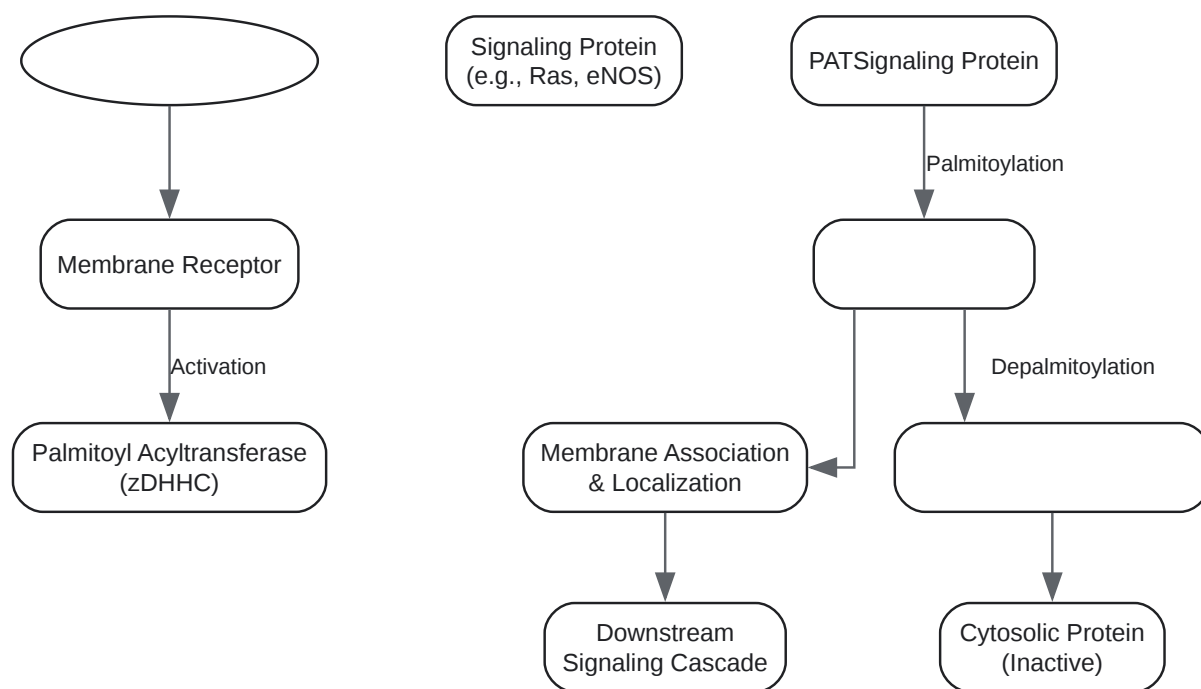 Signaling Protein
(e.g., Ras, eNOS)
PATSignaling Protein
Palmitoylation
Membrane Receptor
Activation
Depalmitoylation
Palmitoyl Acyltransferase
(zDHHC)
Membrane Association
& Localization
Downstream
Signaling Cascade
Cytosolic Protein
(Inactive)